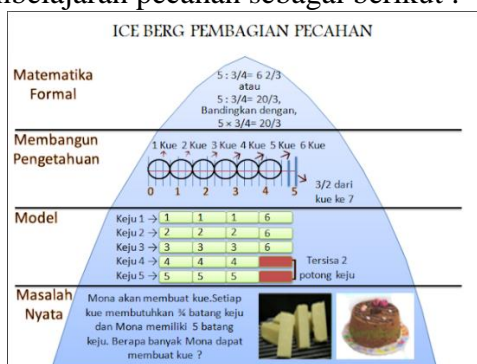 mbelajaran pecahan sebagai berikut :
ICE BERG PEMBAGIAN PECAHAN
Matematika
Formal
5 : 3/4= 6 2/3
atau
5 : 3/4= 20/3,
Bandingkan dengan,
5 × 3/4= 20/3
Membangun
Pengetahuan
1 Kue 2 Kue 3 Kue 4 Kue 5 Kue 6 Kue
0 1 2 3 4 5
3/2 dari
kue ke 7
Model
Keju 1 → 1 1 1 6
Keju 2 → 2 2 2 6
Keju 3 → 3 3 3 6
Keju 4 → 4 4 4
Keju 5 → 5 5 5
Tersisa 2
potong keju
Masalah
Nyata
Mona akan membuat kue.Setiap
kue membutuhkan ¾ batang keju
dan Mona memiliki 5 batang
keju. Berapa banyak Mona dapat
membuat kue ?